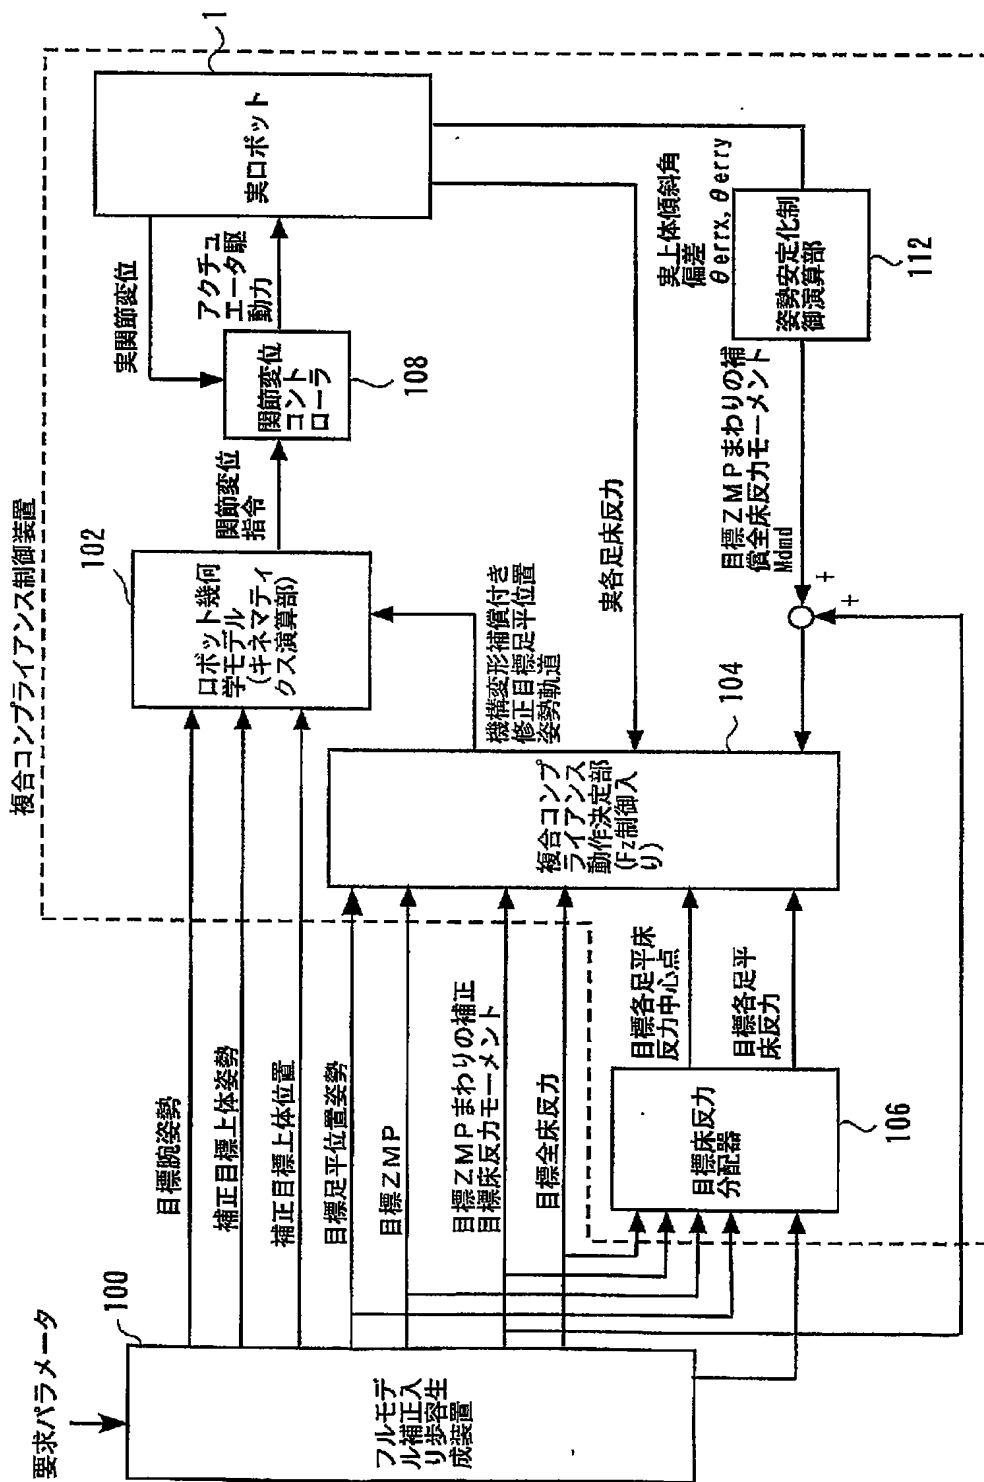 複合コンプライアンス制御装置
要求パラメータ
100
フルモデ
ル補正入
り歩容生
成装置
目標腕姿勢
補正目標上体姿勢
補正目標上体位置
目標足平位置姿勢
目標ZMP
目標ZMPまわりの補正
目標床反力モーメント
目標全床反力
102
ロボット幾何
学モデル
(キネマティ
クス演算部)
関節変位
指令
関節変位
コント
ローラ
108
実関節変位
アクチュ
エータ駆
動力
実ロボット
1
機構変形補償付き
修正目標足平位置
姿勢軌道
実各足床反力
複合コンプ
ライアンス
動作決定部
(Fz制御入
り)
104
目標床反力
分配器
106
目標各足平床
反力中心点
目標各足平
床反力
目標ZMPまわりの補
償全床反力モーメント
Mdmd
+
+
実上体傾斜角
偏差
θerrx, θerry
姿勢安定化制
御演算部
112